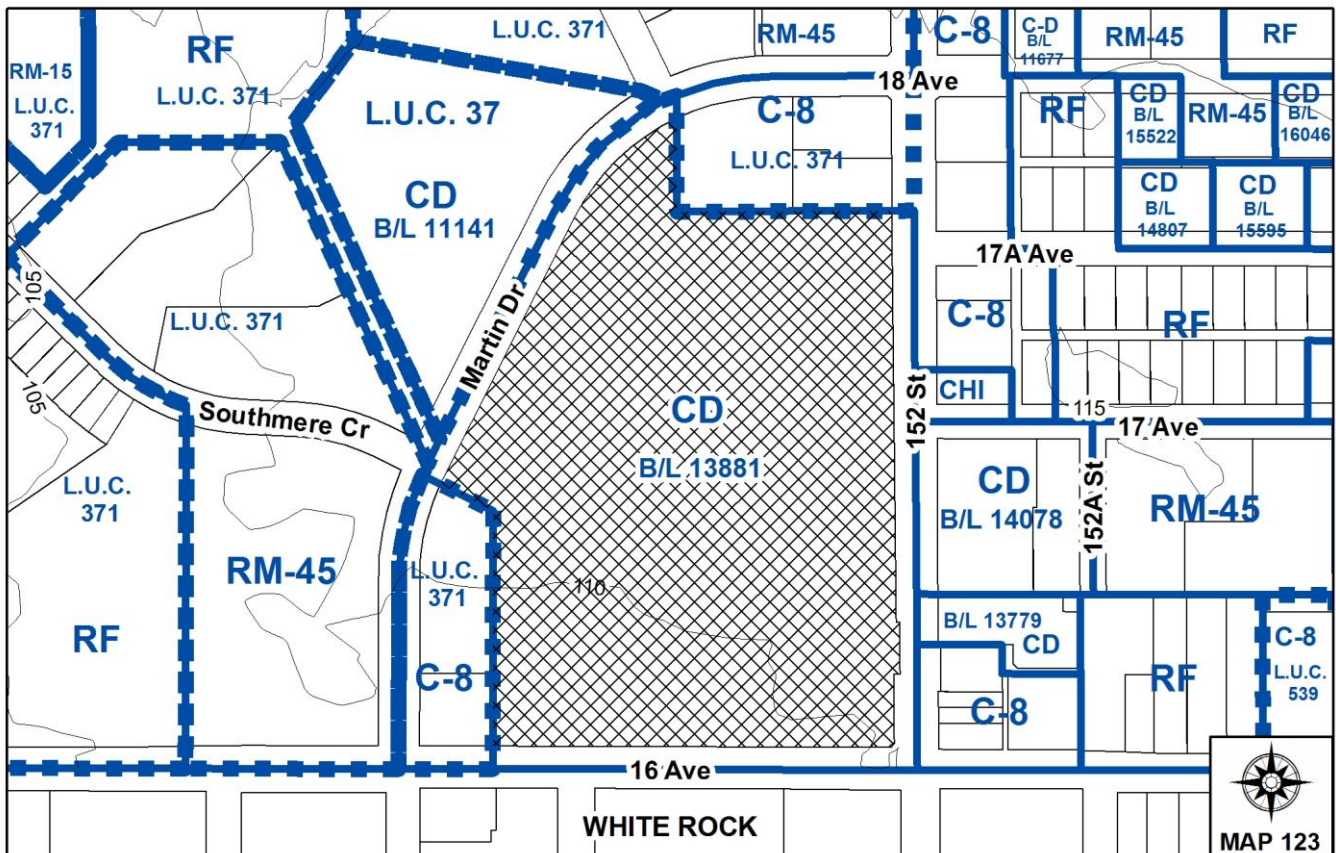 L.U.C. 371
RM-45
C-8
C-D
B/L
11677
RM-45
RF
RF
L.U.C. 371
RM-15
L.U.C.
371
18 Ave
L.U.C. 37
C-8
L.U.C. 371
RF
CD
B/L
15522
RM-45
CD
B/L
16046
CD
B/L 11141
CD
B/L
14807
CD
B/L
15595
17A Ave
105
L.U.C. 371
Martin Dr
C-8
RF
105
Southmere Cr
CD
B/L 13881
152 St
CHI
115
17 Ave
L.U.C.
371
CD
B/L 14078
152A St
RM-45
RM-45
L.U.C.
371
110
RF
C-8
B/L 13779
CD
C-8
RF
C-8
L.U.C.
539
16 Ave
WHITE ROCK
MAP 123